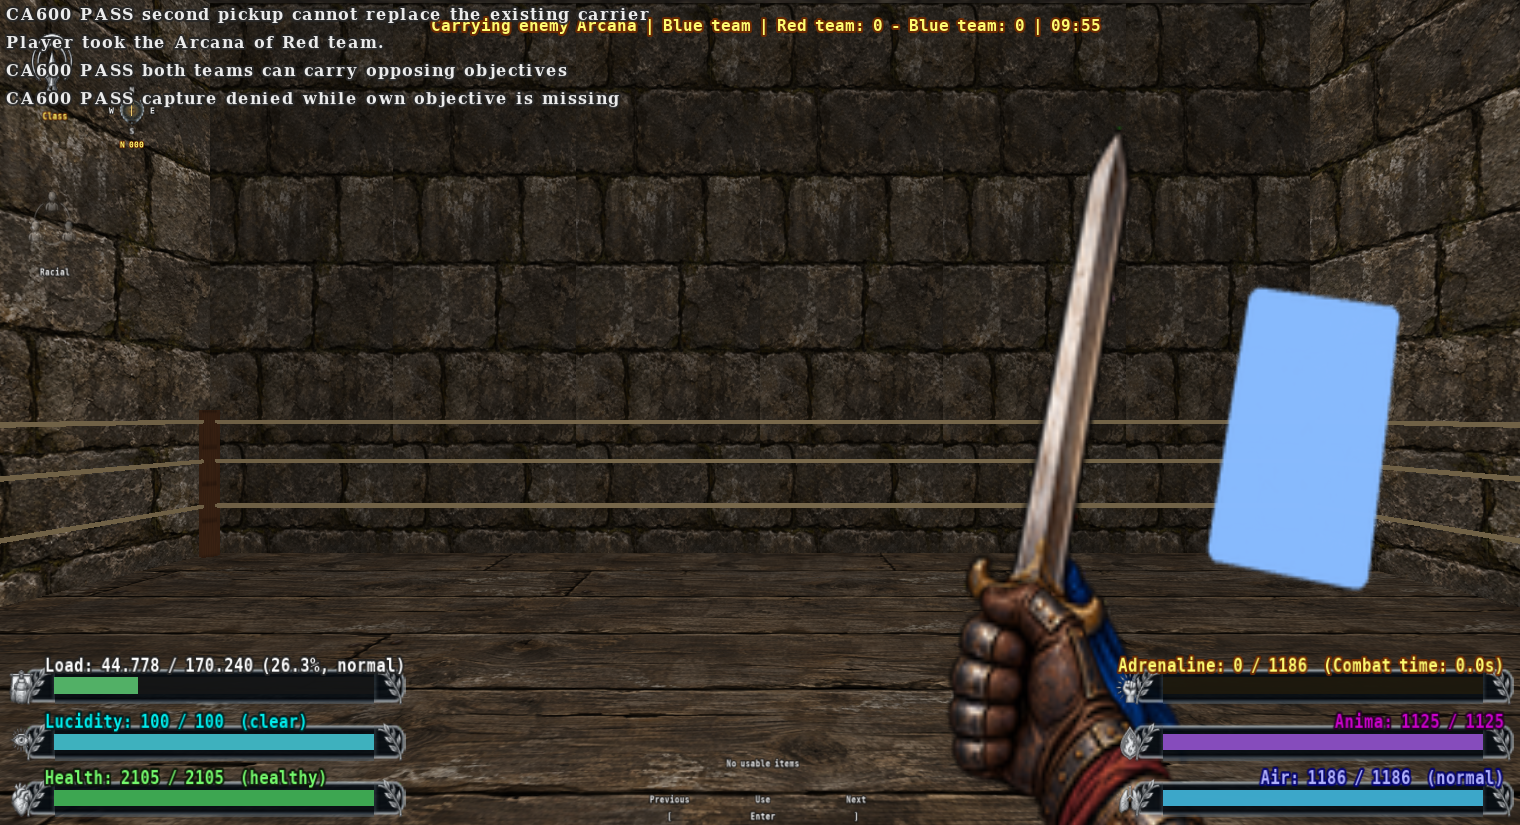 CA600 PASS second pickup cannot replace the existing carrier
Carrying enemy Arcana | Blue team | Red team: 0 - Blue team: 0 | 09:55
Player took the Arcana of Red team.
CA600 PASS both teams can carry opposing objectives
CA600 PASS capture denied while own objective is missing
N
W E
Class
S
N 000
Racial
Load: 44.778 / 170.240 (26.3%, normal)
Adrenaline: 0 / 1186 (Combat time: 0.0s)
Lucidity: 100 / 100 (clear)
Anima: 1125 / 1125
No usable items
Health: 2105 / 2105 (healthy)
Air: 1186 / 1186 (normal)
Previous Use Next
[ Enter ]